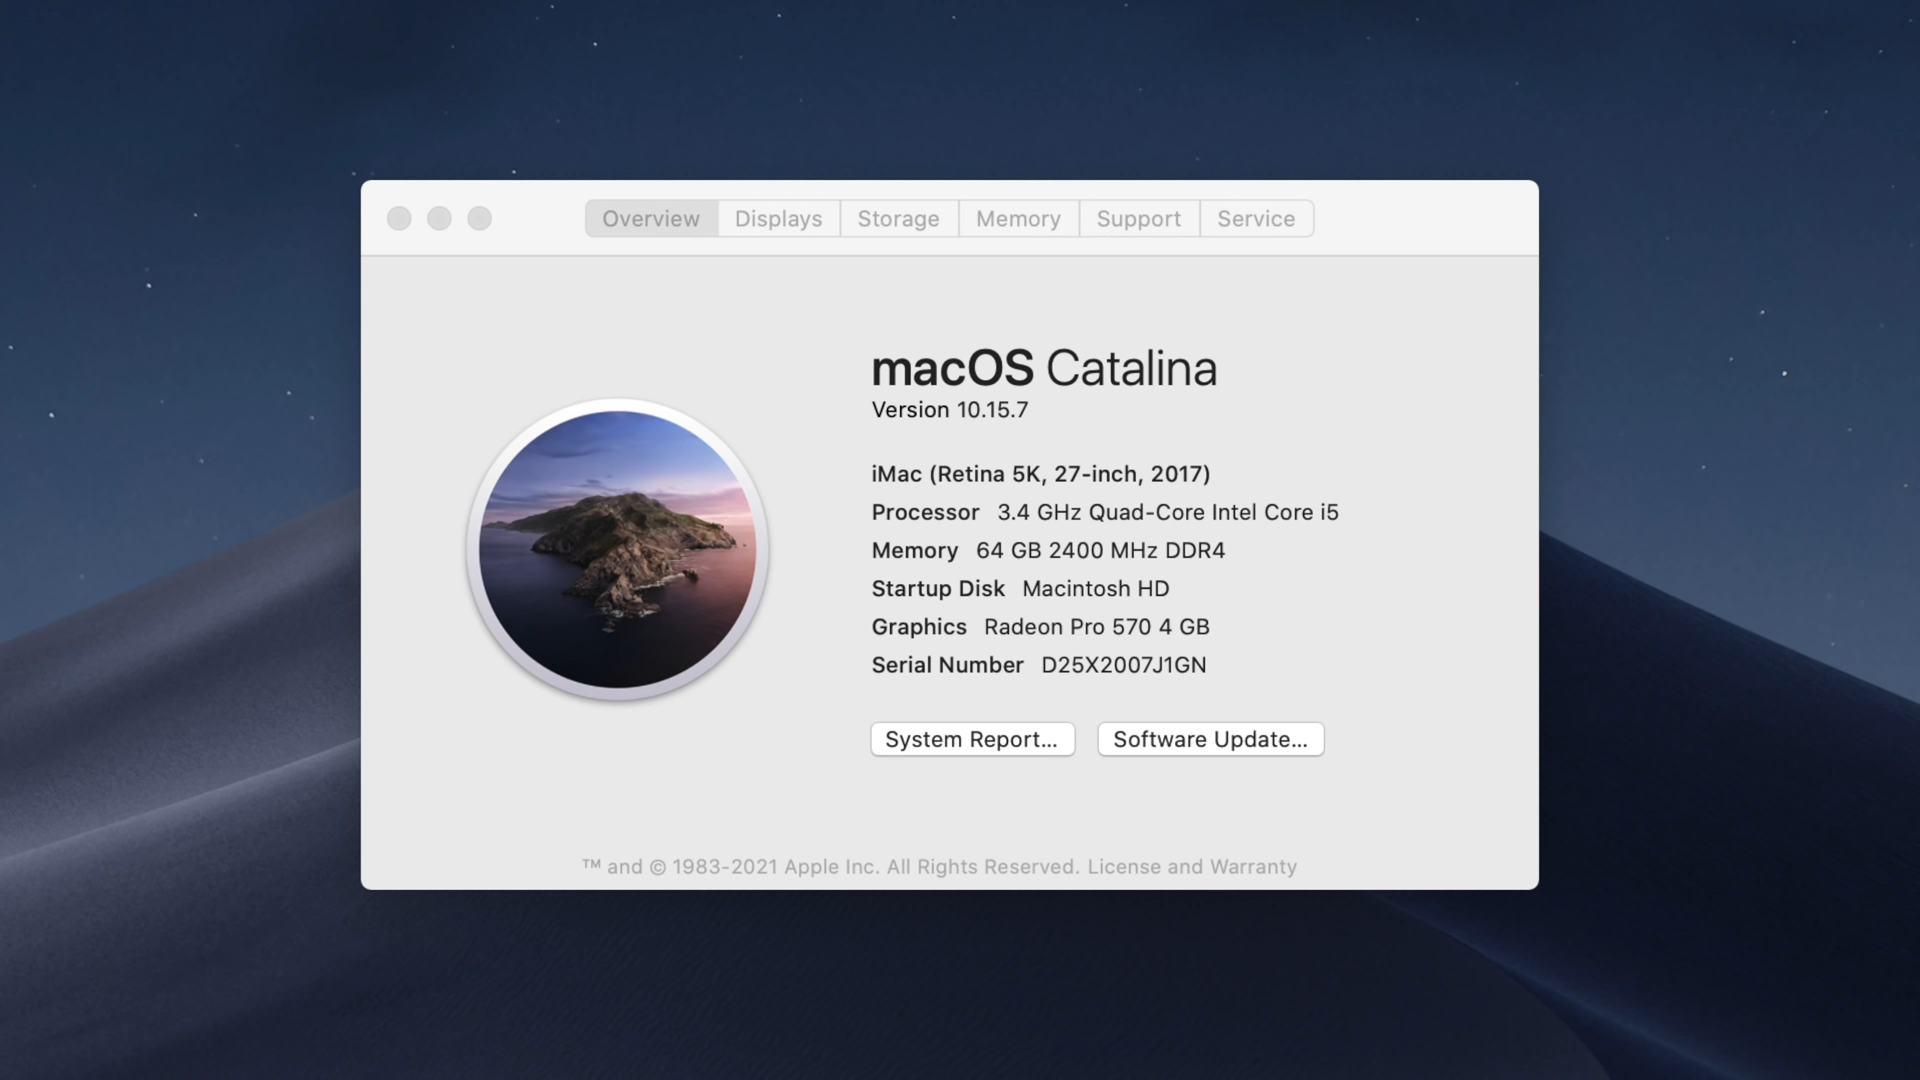 Overview Displays Storage Memory Support Service
macOS Catalina
Version 10.15.7
iMac (Retina 5K, 27-inch, 2017)
Processor 3.4 GHz Quad-Core Intel Core i5
Memory 64 GB 2400 MHz DDR4
Startup Disk Macintosh HD
Graphics Radeon Pro 570 4 GB
Serial Number D25X2007J1GN
System Report... Software Update...
™ and © 1983-2021 Apple Inc. All Rights Reserved. License and Warranty